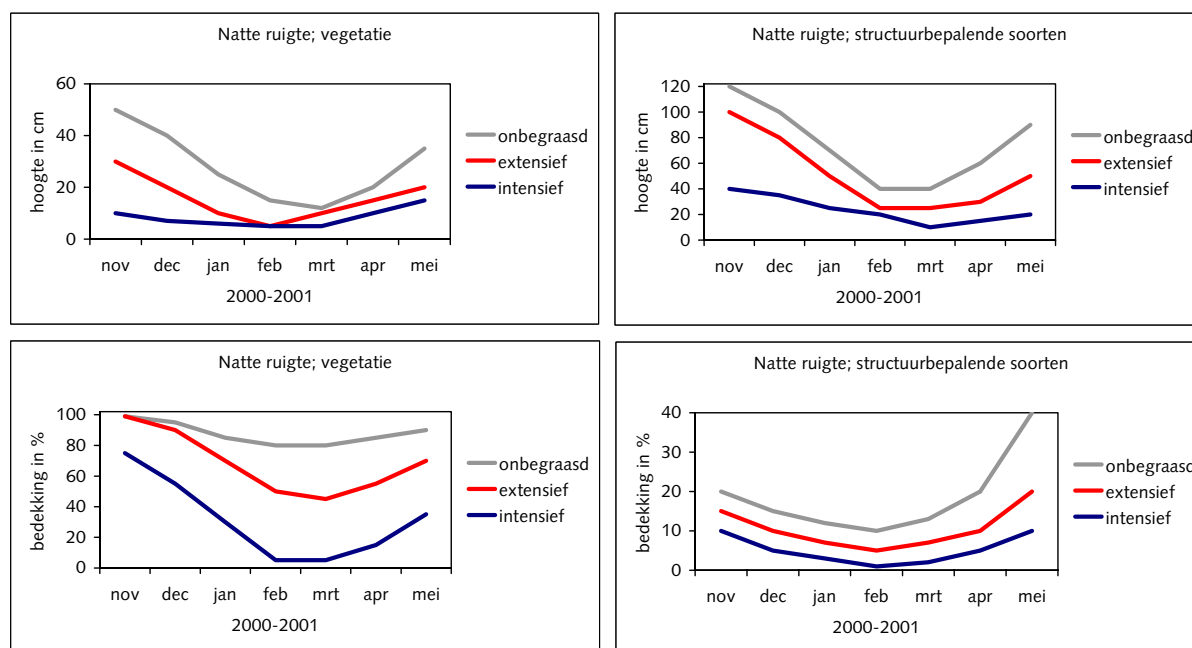 Natte ruigte; vegetatie
60
40
20
0
hoogte in cm
nov dec jan feb mrt apr mei
2000-2001
onbegraasd
extensief
intensief
Natte ruigte; structuurbepalende soorten
120
100
80
60
40
20
0
hoogte in cm
nov dec jan feb mrt apr mei
2000-2001
onbegraasd
extensief
intensief
Natte ruigte; vegetatie
100
80
60
40
20
0
bedekking in %
nov dec jan feb mrt apr mei
2000-2001
onbegraasd
extensief
intensief
Natte ruigte; structuurbepalende soorten
40
30
20
10
0
bedekking in %
nov dec jan feb mrt apr mei
2000-2001
onbegraasd
extensief
intensief